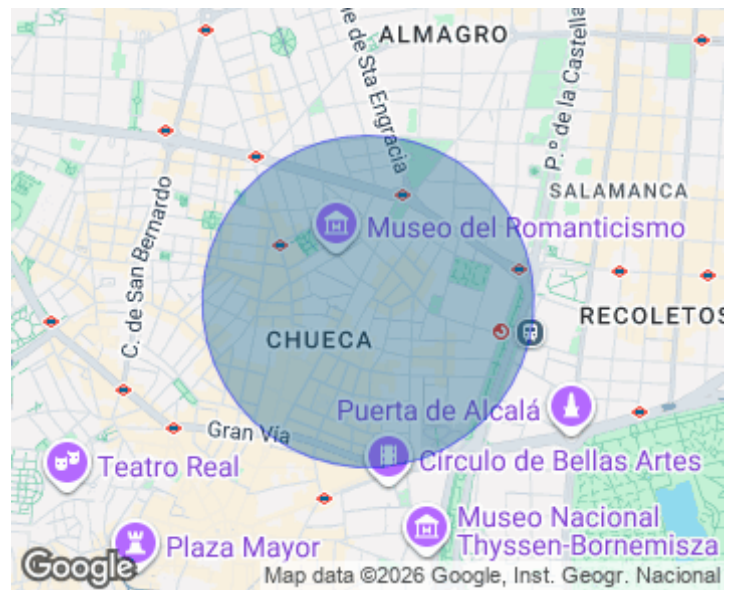 ALMAGRO
ue de Sta Engracia
P.º de la Castella
SALAMANCA
Museo del Romanticismo
C. de San Bernardo
RECOLETOS
CHUECA
Puerta de Alcalá
Gran Vía
Teatro Real
Círculo de Bellas Artes
Museo Nacional
Thyssen-Bornemisza
Plaza Mayor
Google
Map data ©2026 Google, Inst. Geogr. Nacional